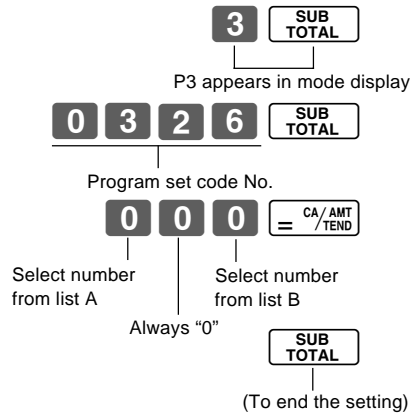 3 SUB TOTAL
P3 appears in mode display
0 3 2 6 SUB TOTAL
Program set code No.
0 0 0 = CA/AMT TEND
Select number from list A
Select number from list B
Always “0”
SUB TOTAL
(To end the setting)